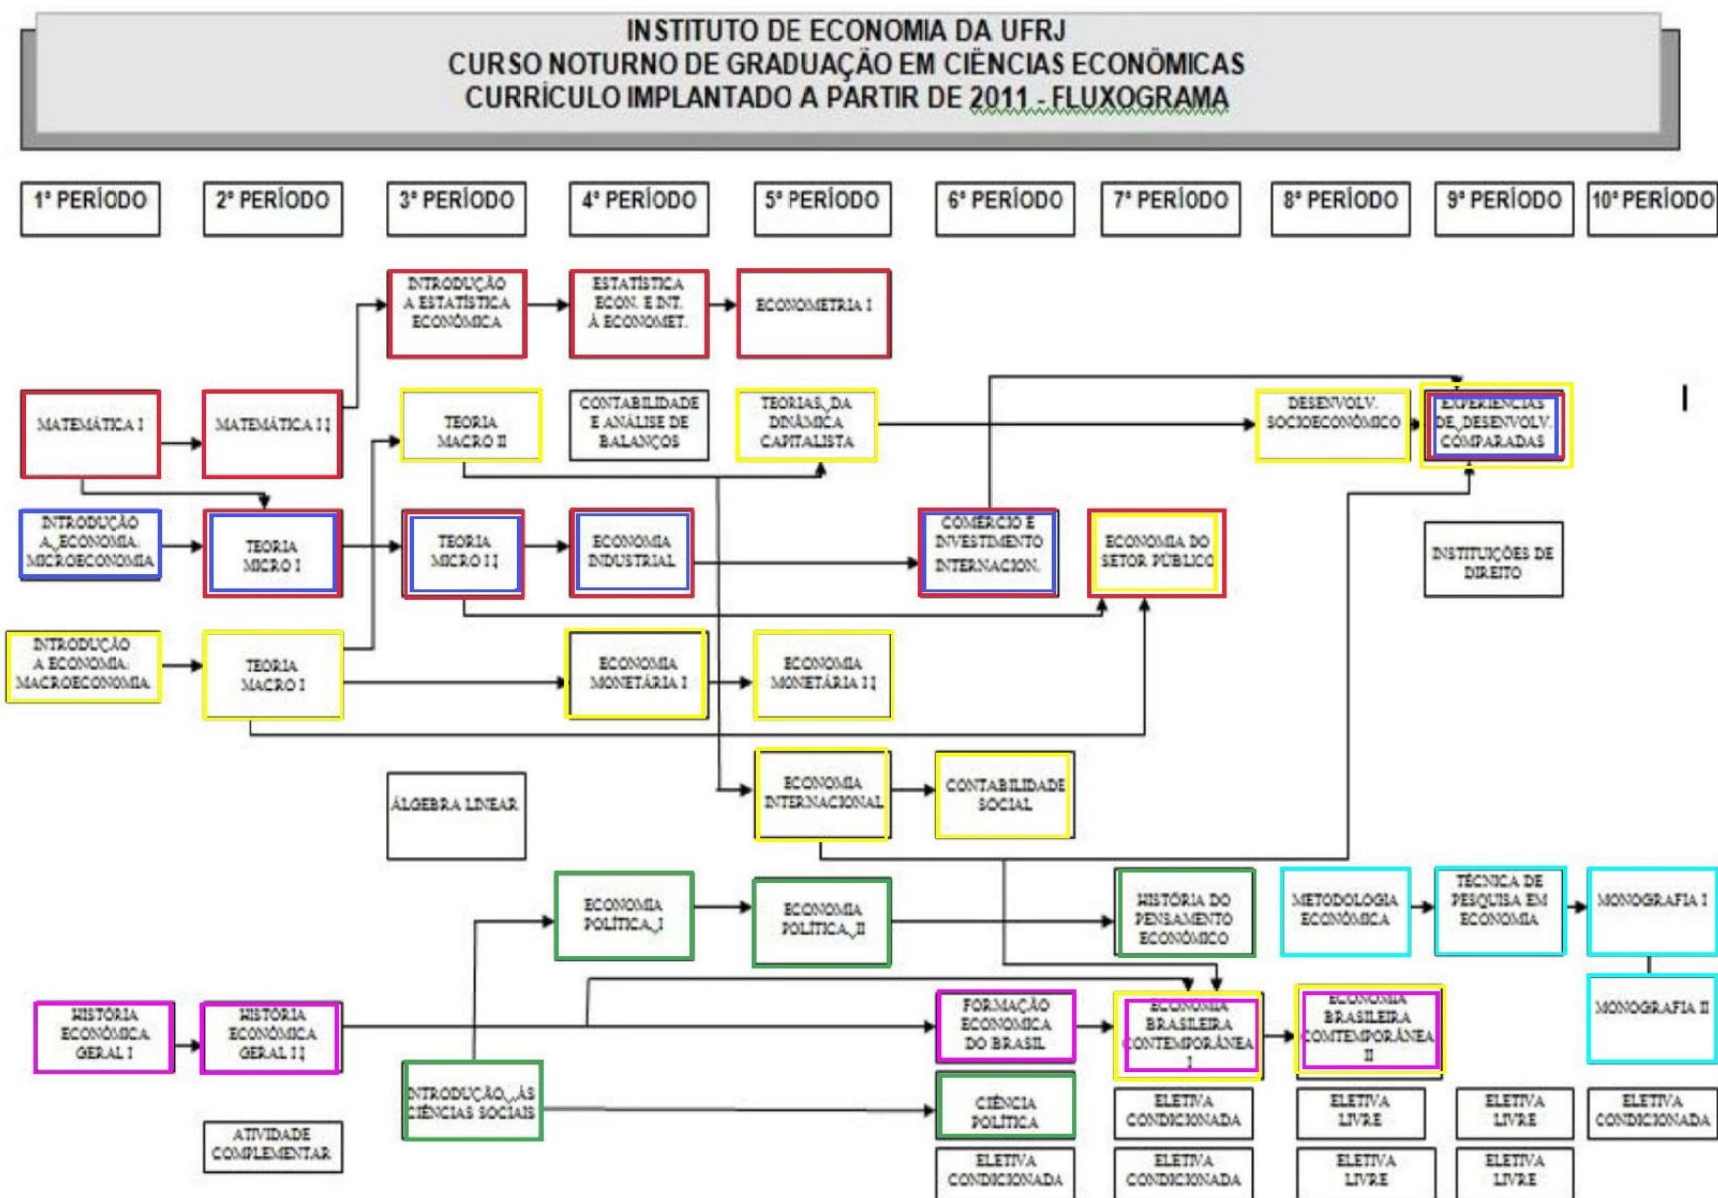 INSTITUTO DE ECONOMIA DA UFRJ
CURSO NOTURNO DE GRADUAÇÃO EM CIÊNCIAS ECONÔMICAS
CURRÍCULO IMPLANTADO A PARTIR DE 2011 - FLUXOGRAMA
1º PERÍODO
2º PERÍODO
3º PERÍODO
4º PERÍODO
5º PERÍODO
6º PERÍODO
7º PERÍODO
8º PERÍODO
9º PERÍODO
10º PERÍODO
INTRODUÇÃO
A ESTATÍSTICA
ECONÔMICA
ESTATÍSTICA
ECON. E INT.
À ECONOMET.
ECONOMETRIA I
MATEMÁTICA I
MATEMÁTICA II
TEORIA
MACRO II
CONTABILIDADE
E ANÁLISE DE
BALANÇOS
TEORIAS DA
DINÂMICA
CAPITALISTA
DESENVOLV.
SOCIOECONÔMICO
EXPERIÊNCIAS
DE DESENVOLV.
COMPARADAS
INTRODUÇÃO
A ECONOMIA:
MICROECONOMIA
TEORIA
MICRO I
TEORIA
MICRO II
ECONOMIA
INDUSTRIAL
COMÉRCIO E
INVESTIMENTO
INTERNACION.
ECONOMIA DO
SETOR PÚBLICO
INSTITUIÇÕES DE
DIREITO
INTRODUÇÃO
A ECONOMIA:
MACROECONOMIA
TEORIA
MACRO I
ECONOMIA
MONETÁRIA I
ECONOMIA
MONETÁRIA II
ÁLGEBRA LINEAR
ECONOMIA
INTERNACIONAL
CONTABILIDADE
SOCIAL
ECONOMIA
POLÍTICA I
ECONOMIA
POLÍTICA II
HISTÓRIA DO
PENSAMENTO
ECONÔMICO
METODOLOGIA
ECONÔMICA
TÉCNICA DE
PESQUISA EM
ECONOMIA
MONOGRAFIA I
HISTÓRIA
ECONÔMICA
GERAL I
HISTÓRIA
ECONÔMICA
GERAL II
FORMAÇÃO
ECONOMICA
DO BRASIL
ECONOMIA
BRASILEIRA
CONTEMPORÂNEA
I
ECONOMIA
BRASILEIRA
COMTEMPORÂNEA
II
MONOGRAFIA II
INTRODUÇÃO ÀS
CIÊNCIAS SOCIAIS
CIÊNCIA
POLÍTICA
ELETIVA
CONDICIONADA
ELETIVA
LIVRE
ELETIVA
LIVRE
ELETIVA
CONDICIONADA
ATIVIDADE
COMPLEMENTAR
ELETIVA
CONDICIONADA
ELETIVA
CONDICIONADA
ELETIVA
LIVRE
ELETIVA
LIVRE